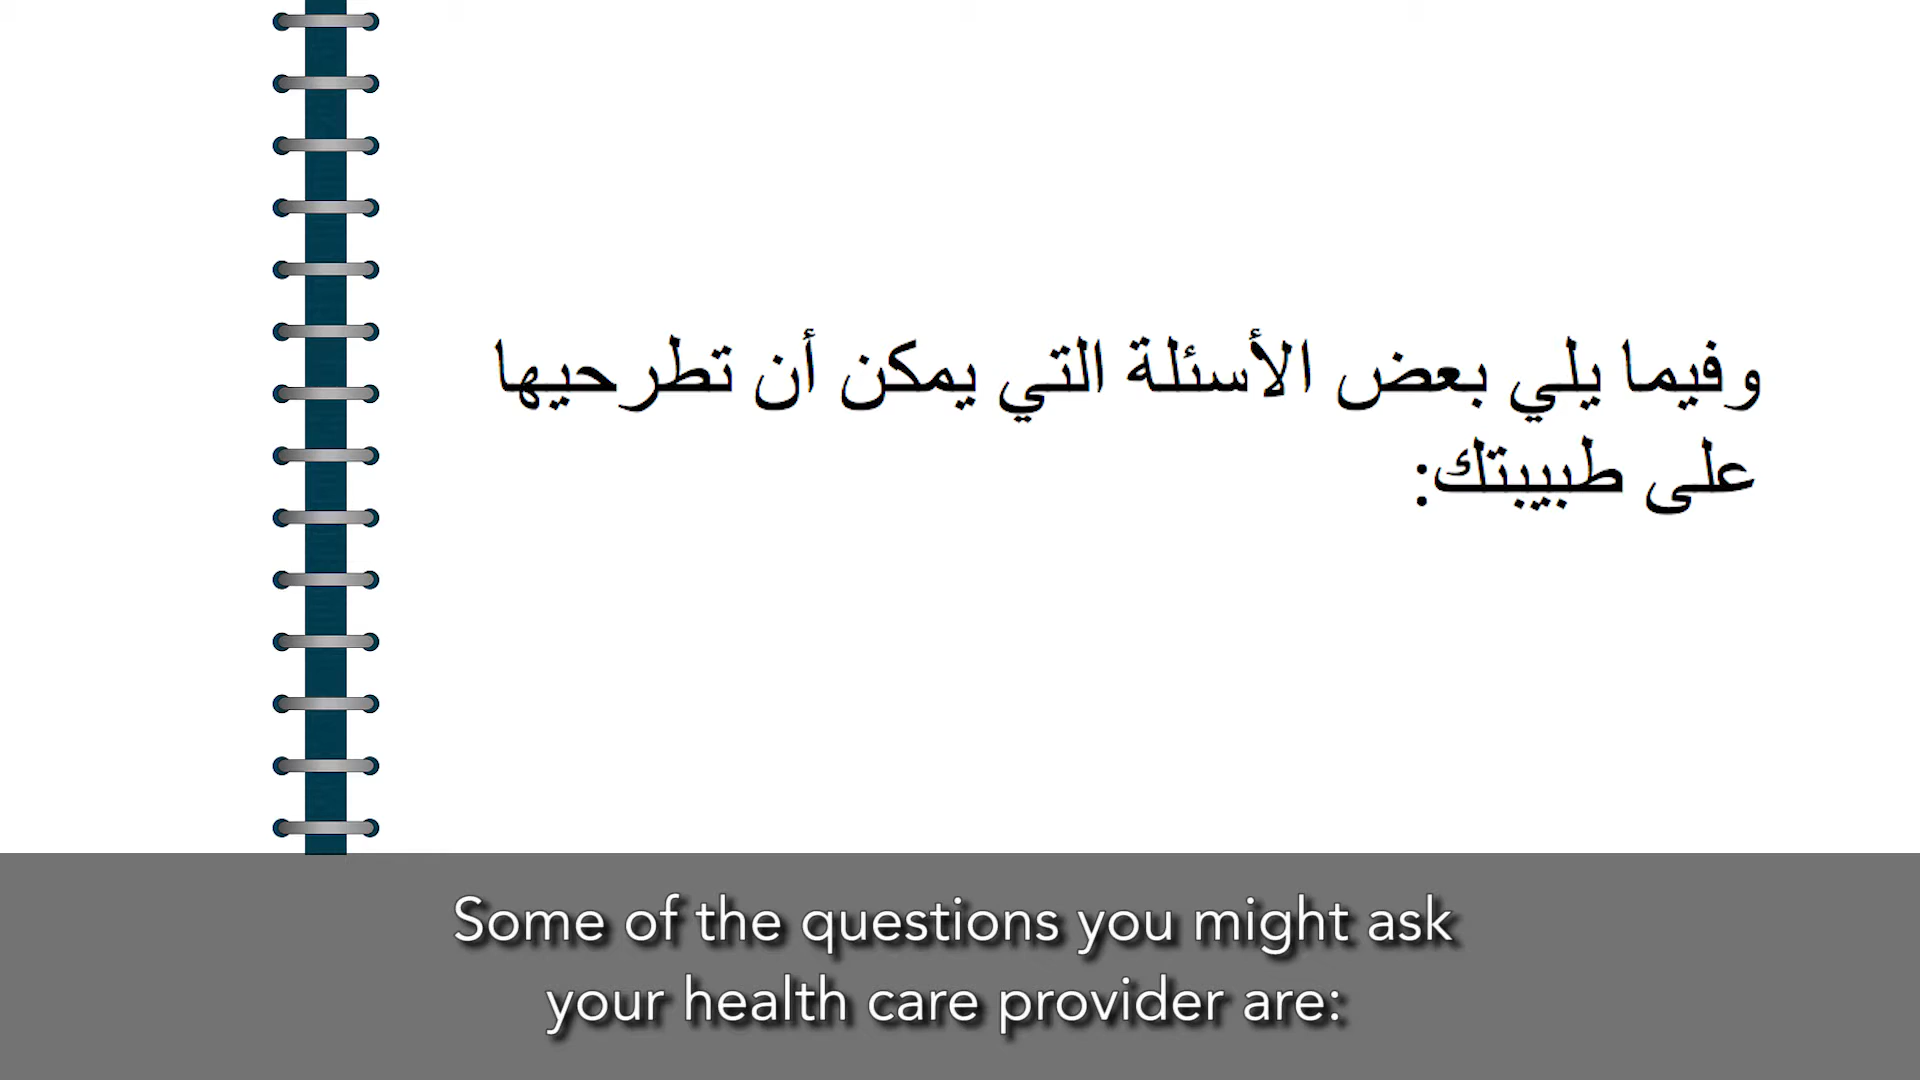 وفيما يلي بعض الأسئلة التي يمكن أن تطرحيها
على طبيبتك:
Some of the questions you might ask
your health care provider are: